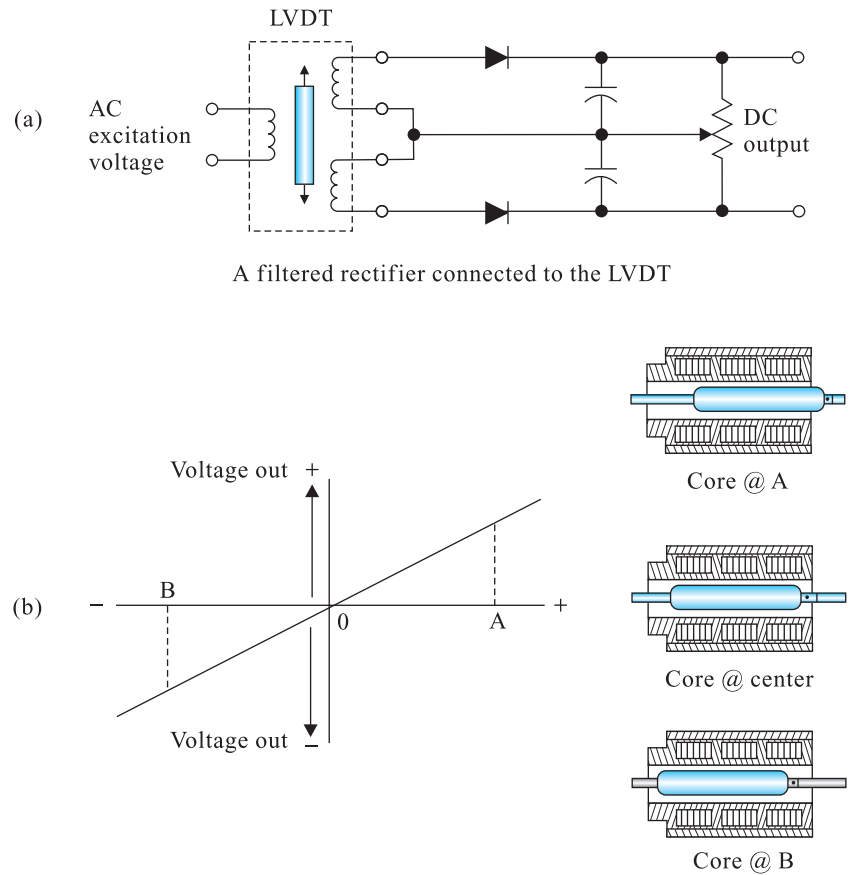 LVDT
(a)
AC
excitation
voltage
DC
output
A filtered rectifier connected to the LVDT
(b)
Voltage out +
B
−
0
A
+
Voltage out −
Core @ A
Core @ center
Core @ B